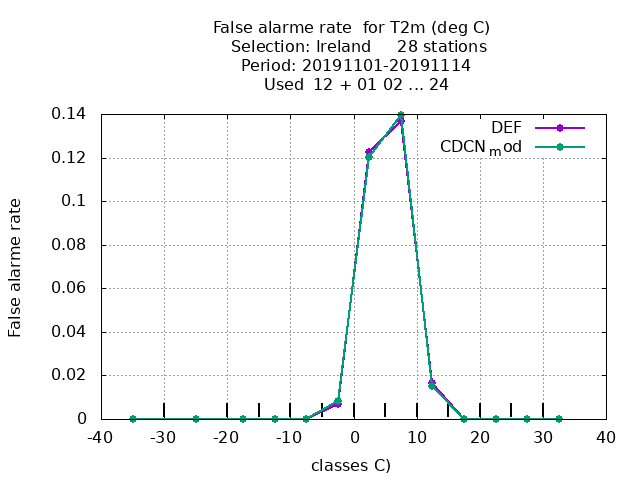 False alarme rate  for T2m (deg C)
Selection: Ireland     28 stations
Period: 20191101-20191114
Used  12 + 01 02 ... 24
DEF
CDCN_mod
False alarme rate
0.14
0.12
0.1
0.08
0.06
0.04
0.02
0
-40 -30 -20 -10 0 10 20 30 40
classes C)